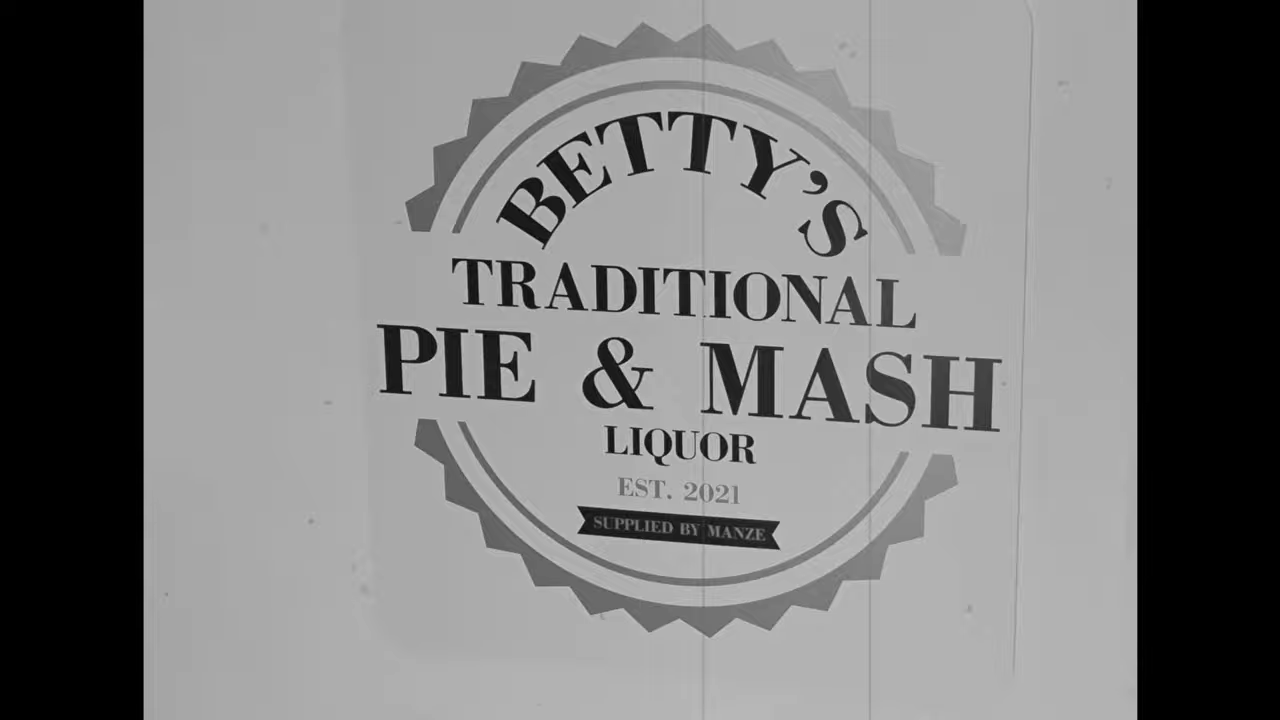 BETTY'S
TRADITIONAL
PIE & MASH
LIQUOR
EST. 2021
SUPPLIED BY MANZE